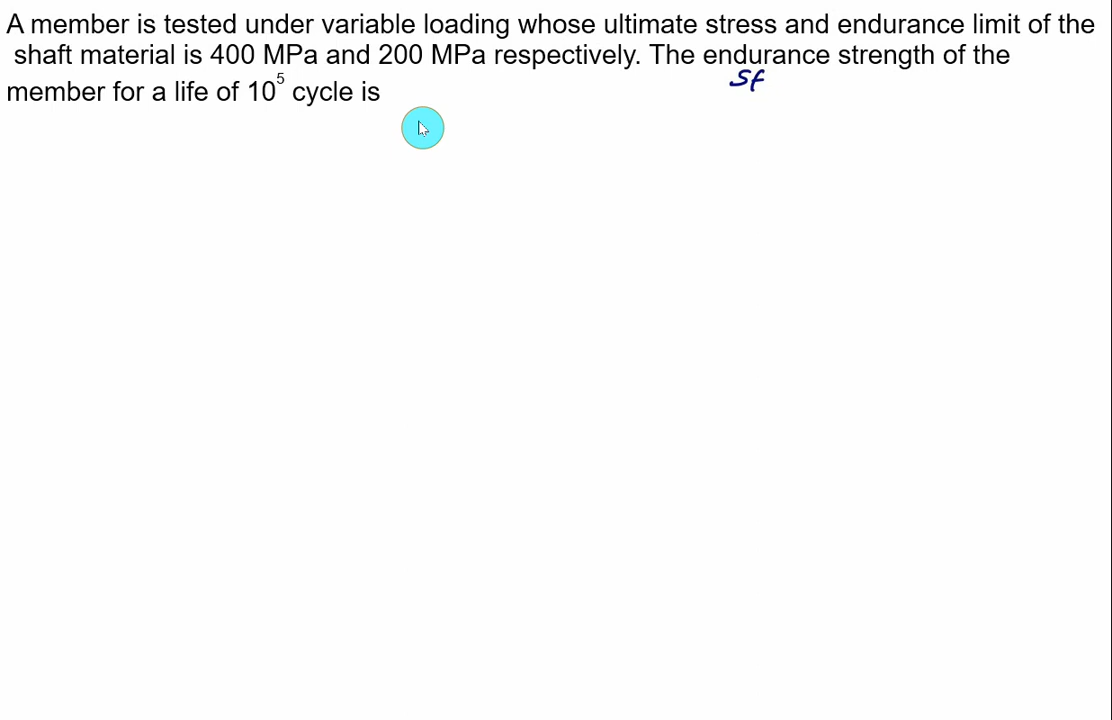 A member is tested under variable loading whose ultimate stress and endurance limit of the
shaft material is 400 MPa and 200 MPa respectively. The endurance strength of the
Sf
member for a life of 10⁵ cycle is